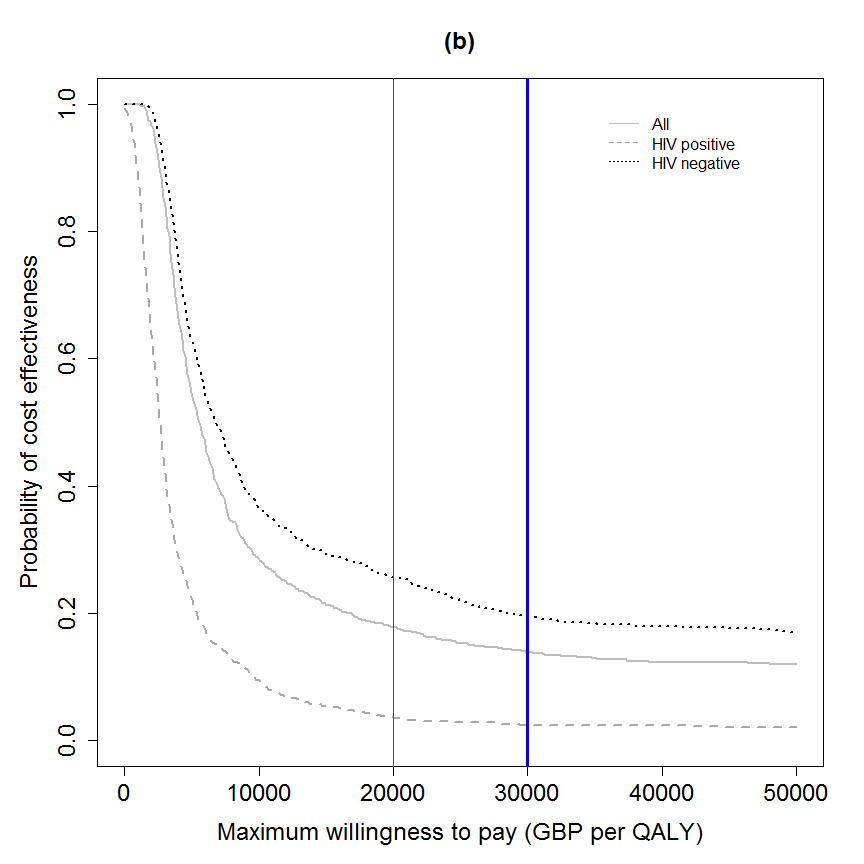 (b)
All
HIV positive
HIV negative
Probability of cost effectiveness
1.0
0.8
0.6
0.4
0.2
0.0
0 10000 20000 30000 40000 50000
Maximum willingness to pay (GBP per QALY)